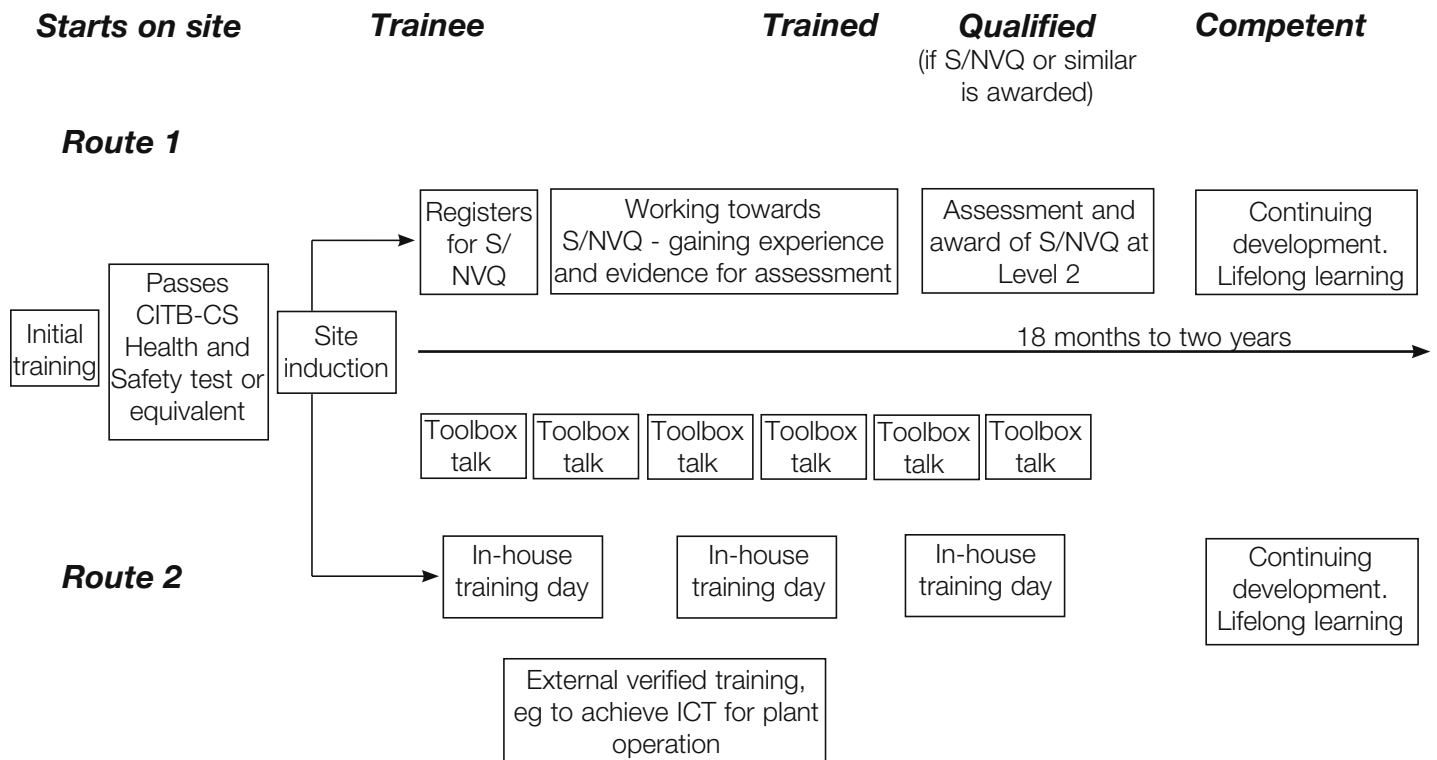 Starts on site
Trainee
Trained
Qualified
(if S/NVQ or similar
is awarded)
Competent
Route 1
Registers
for S/
NVQ
Working towards
S/NVQ - gaining experience
and evidence for assessment
Assessment and
award of S/NVQ at
Level 2
Continuing
development.
Lifelong learning
Initial
training
Passes
CITB-CS
Health and
Safety test or
equivalent
Site
induction
18 months to two years
Toolbox
talk
Toolbox
talk
Toolbox
talk
Toolbox
talk
Toolbox
talk
Toolbox
talk
Route 2
In-house
training day
In-house
training day
In-house
training day
Continuing
development.
Lifelong learning
External verified training,
eg to achieve ICT for plant
operation